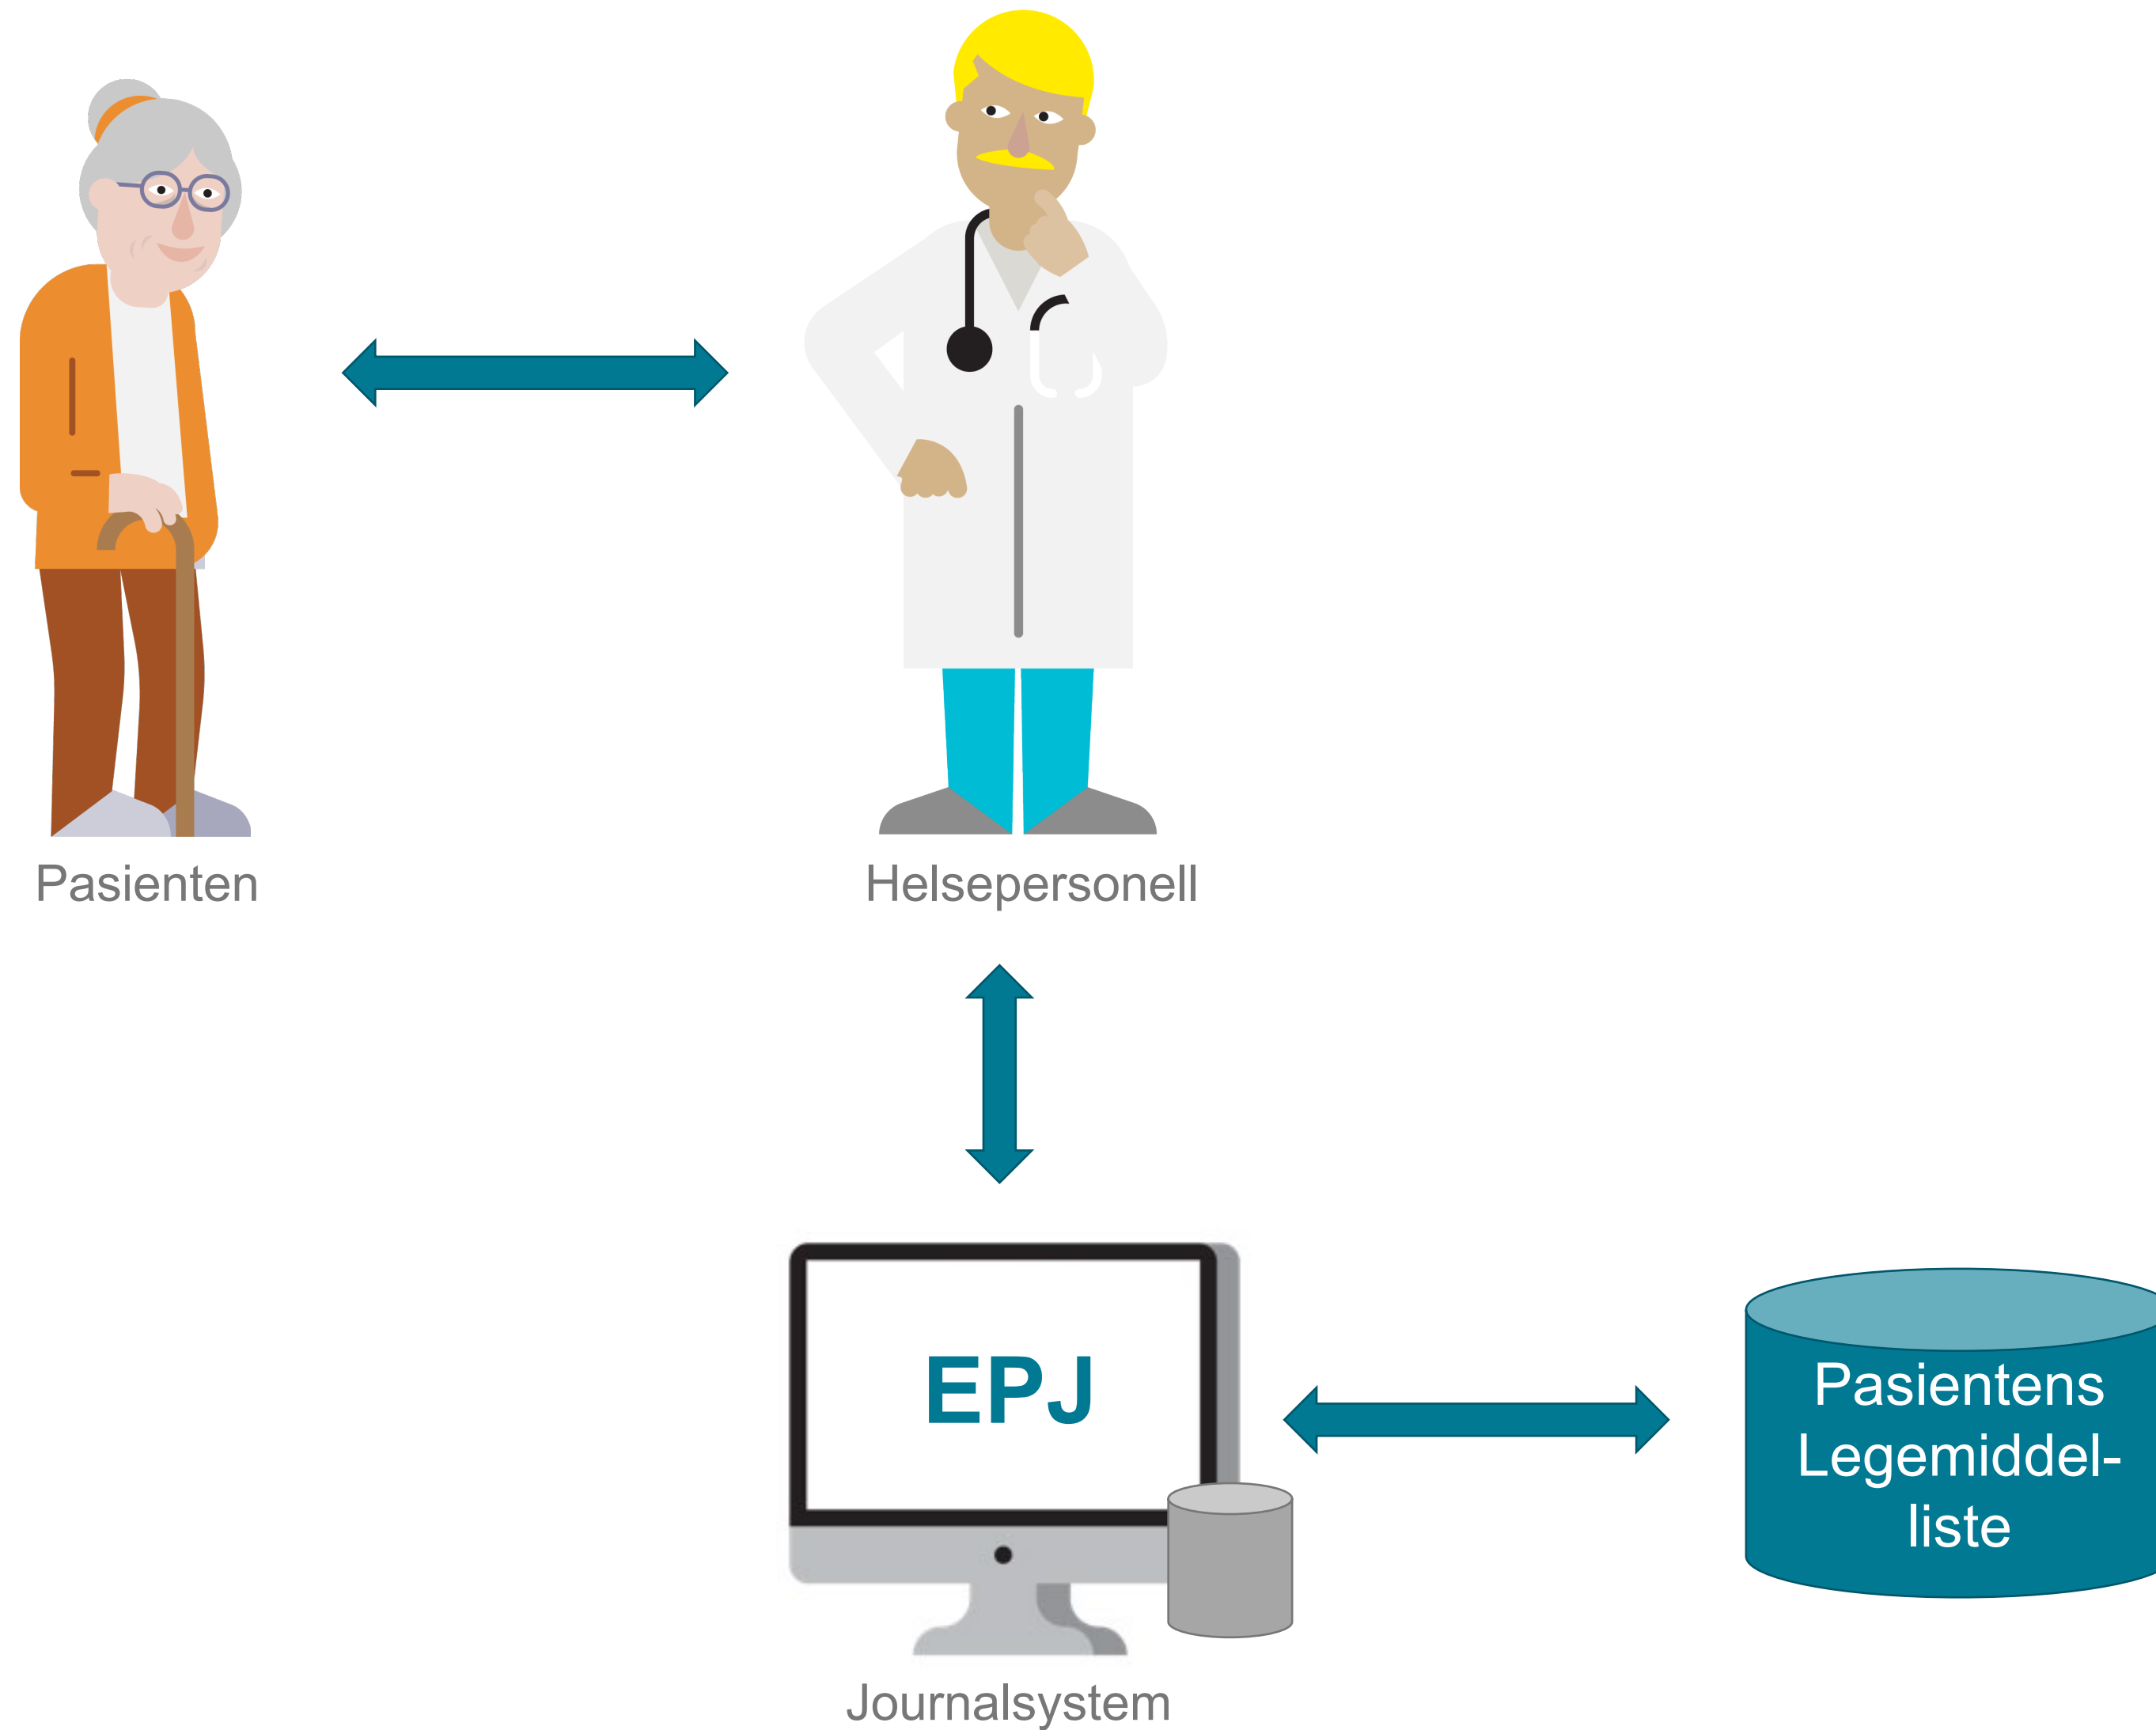 Pasienten
Helsepersonell
EPJ
Pasientens
Legemiddel-
liste
Journalsystem